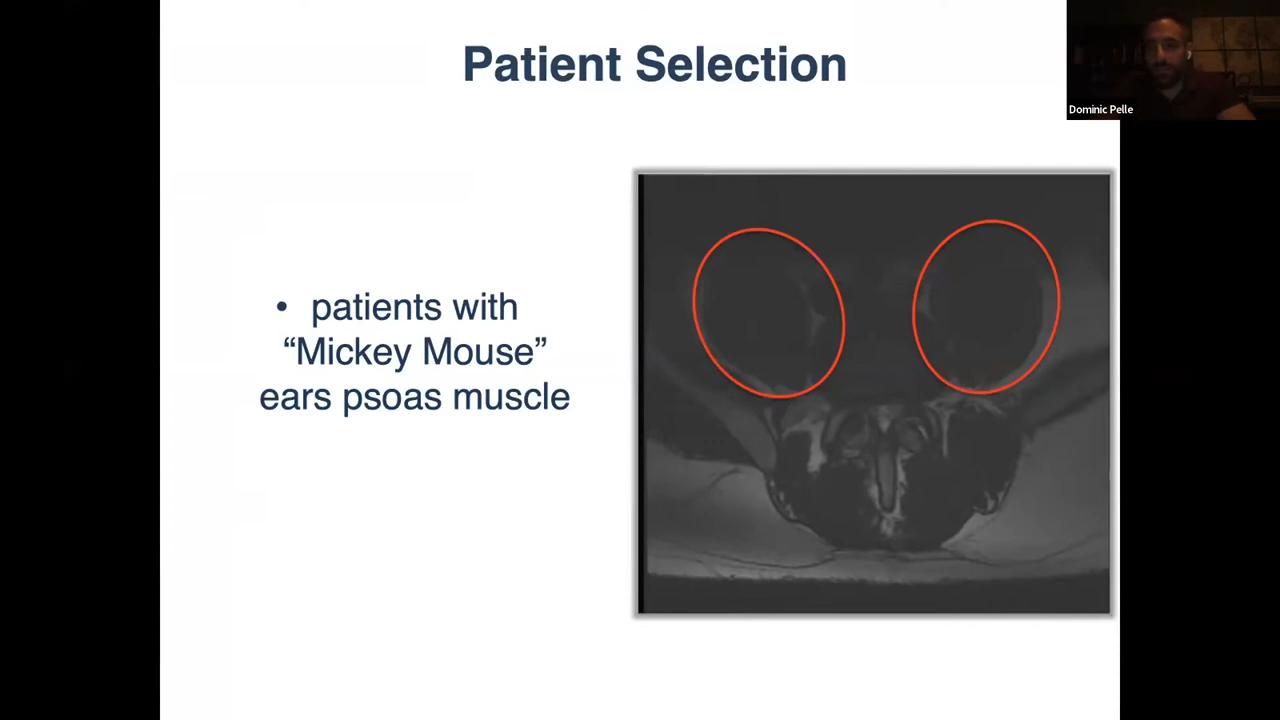 Patient Selection
Dominic Pelle
• patients with
“Mickey Mouse”
ears psoas muscle